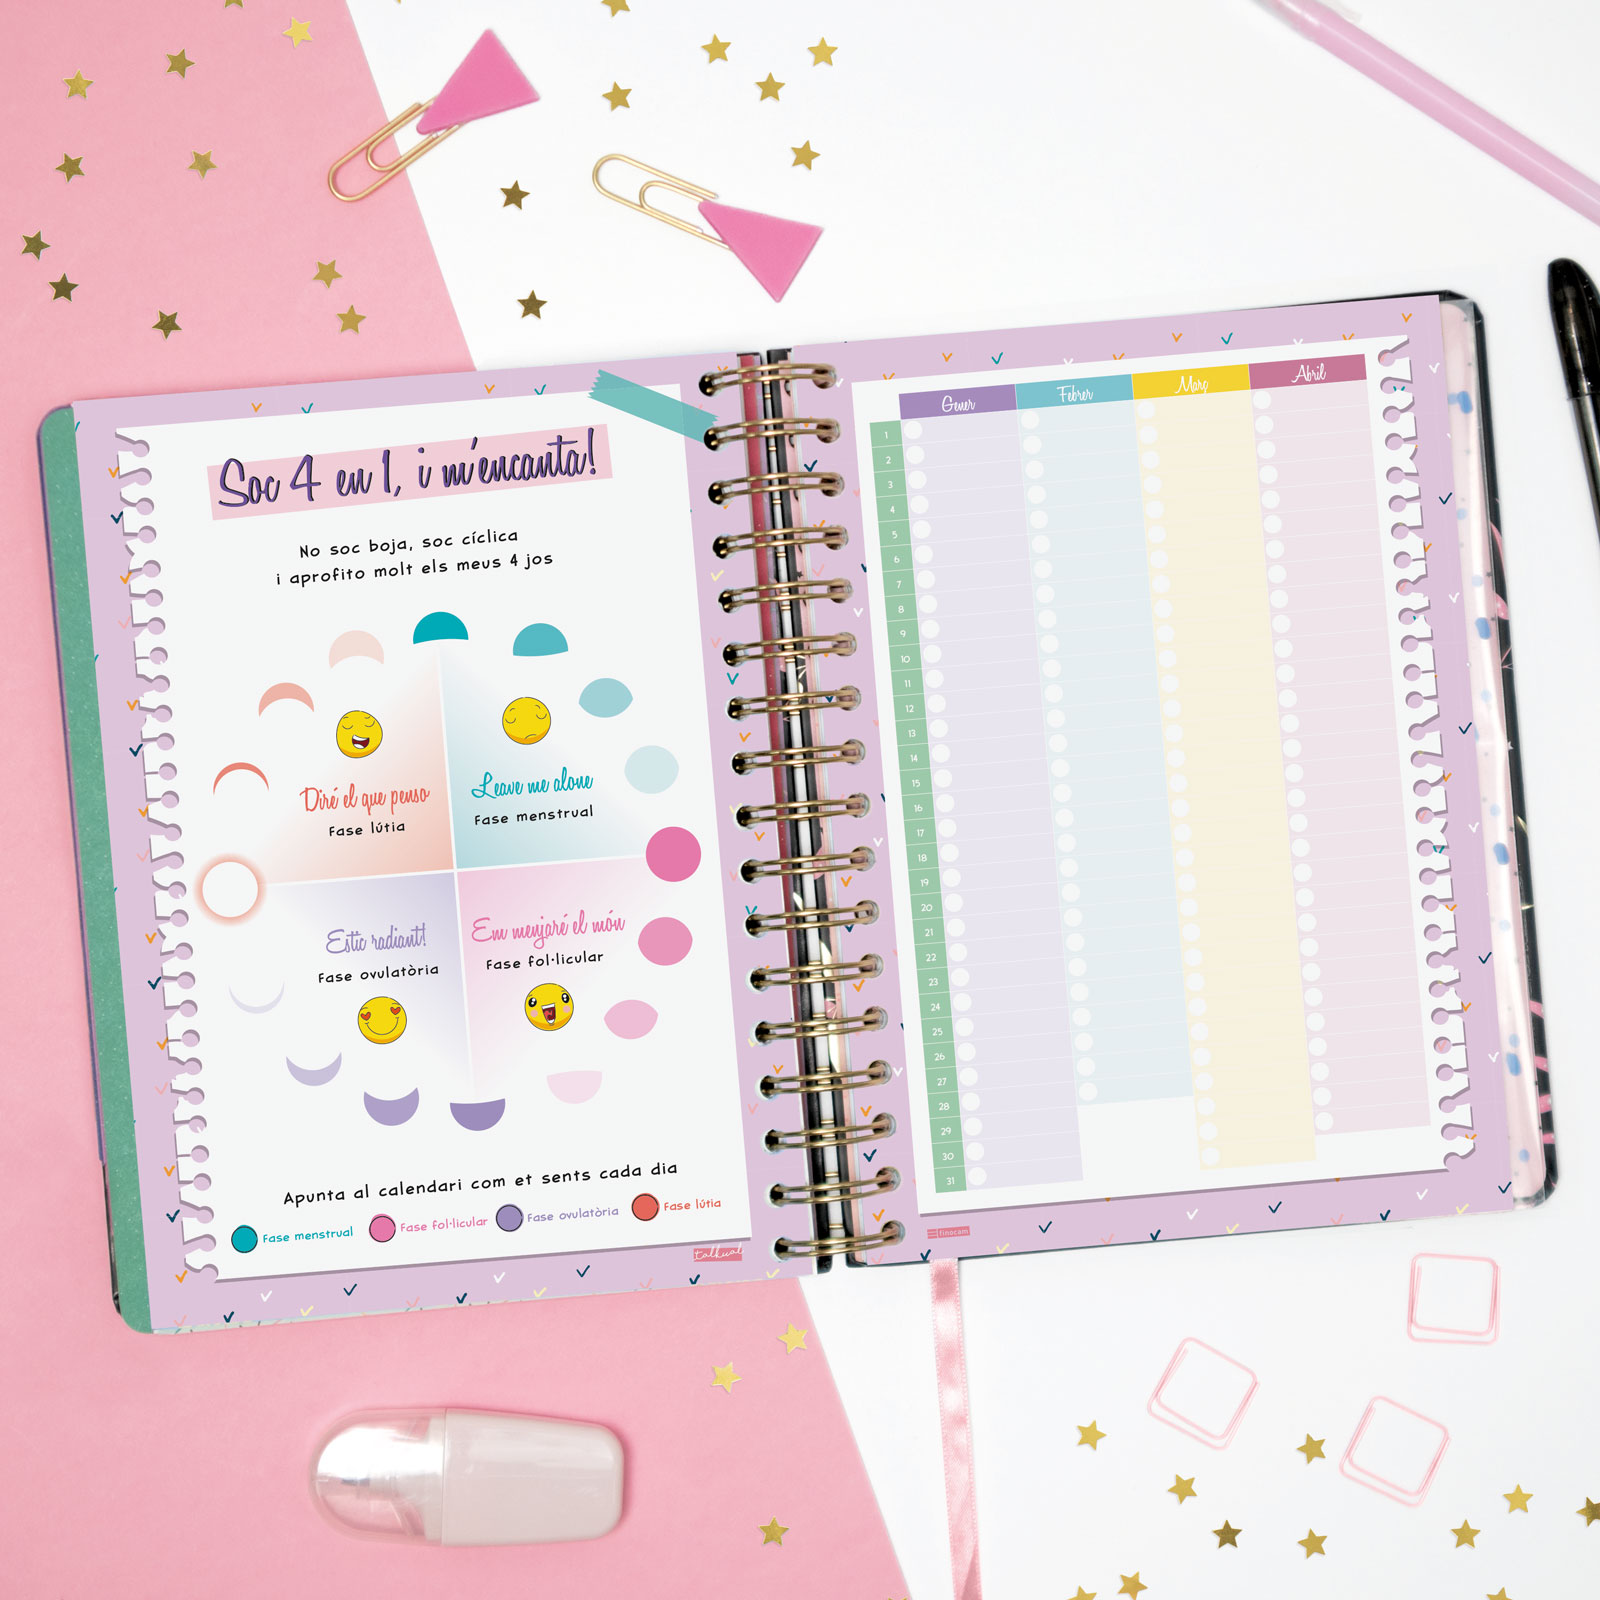 Soc 4 en 1, i m'encanta!
No soc boja, soc cíclica
i aprofito molt els meus 4 jos
Diré el que penso
Fase lútia
Leave me alone
Fase menstrual
Estic radiant!
Fase ovulatòria
Em menjaré el món
Fase fol·licular
Apunta al calendari com et sents cada dia
Fase menstrual
Fase fol·licular
Fase ovulatòria
Fase lútia
talkual
Gener
Febrer
Març
Abril
1
2
3
4
5
6
7
8
9
10
11
12
13
14
15
16
17
18
19
20
21
22
23
24
25
26
27
28
29
30
31
finocam